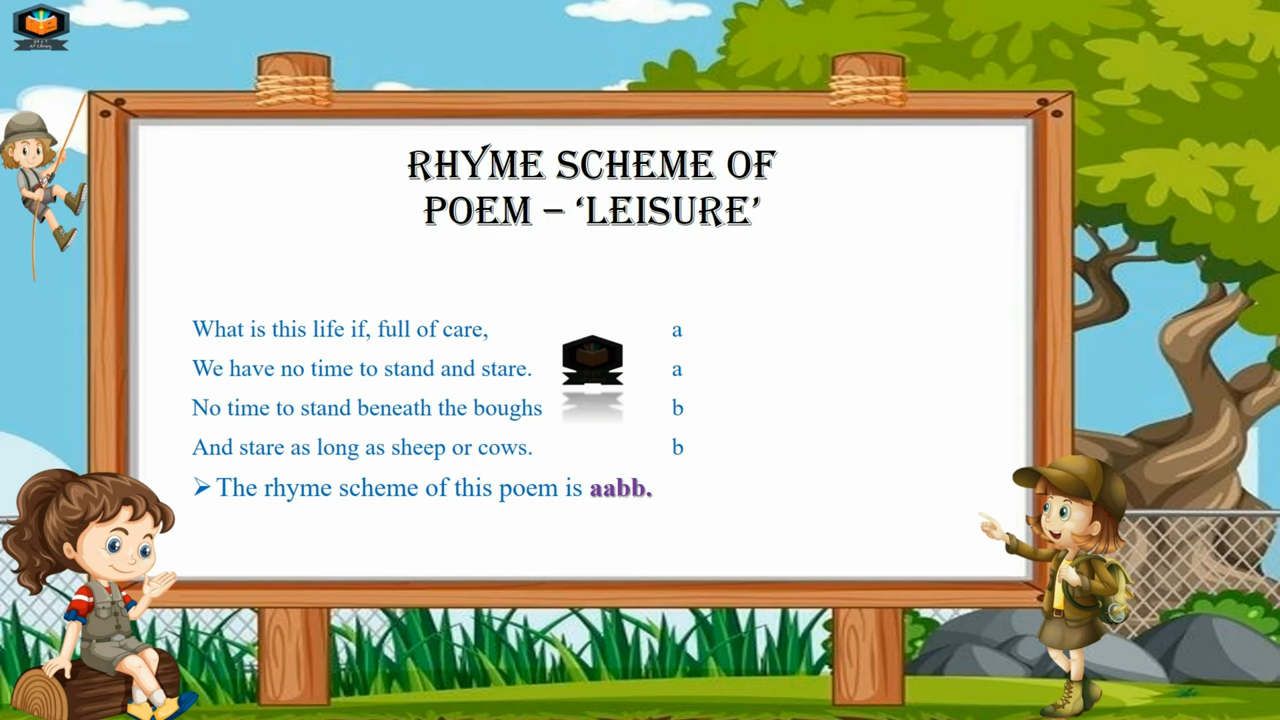 RHYME SCHEME OF
POEM – ‘LEISURE’
What is this life if, full of care, a
We have no time to stand and stare. a
No time to stand beneath the boughs b
And stare as long as sheep or cows. b
➢ The rhyme scheme of this poem is aabb.